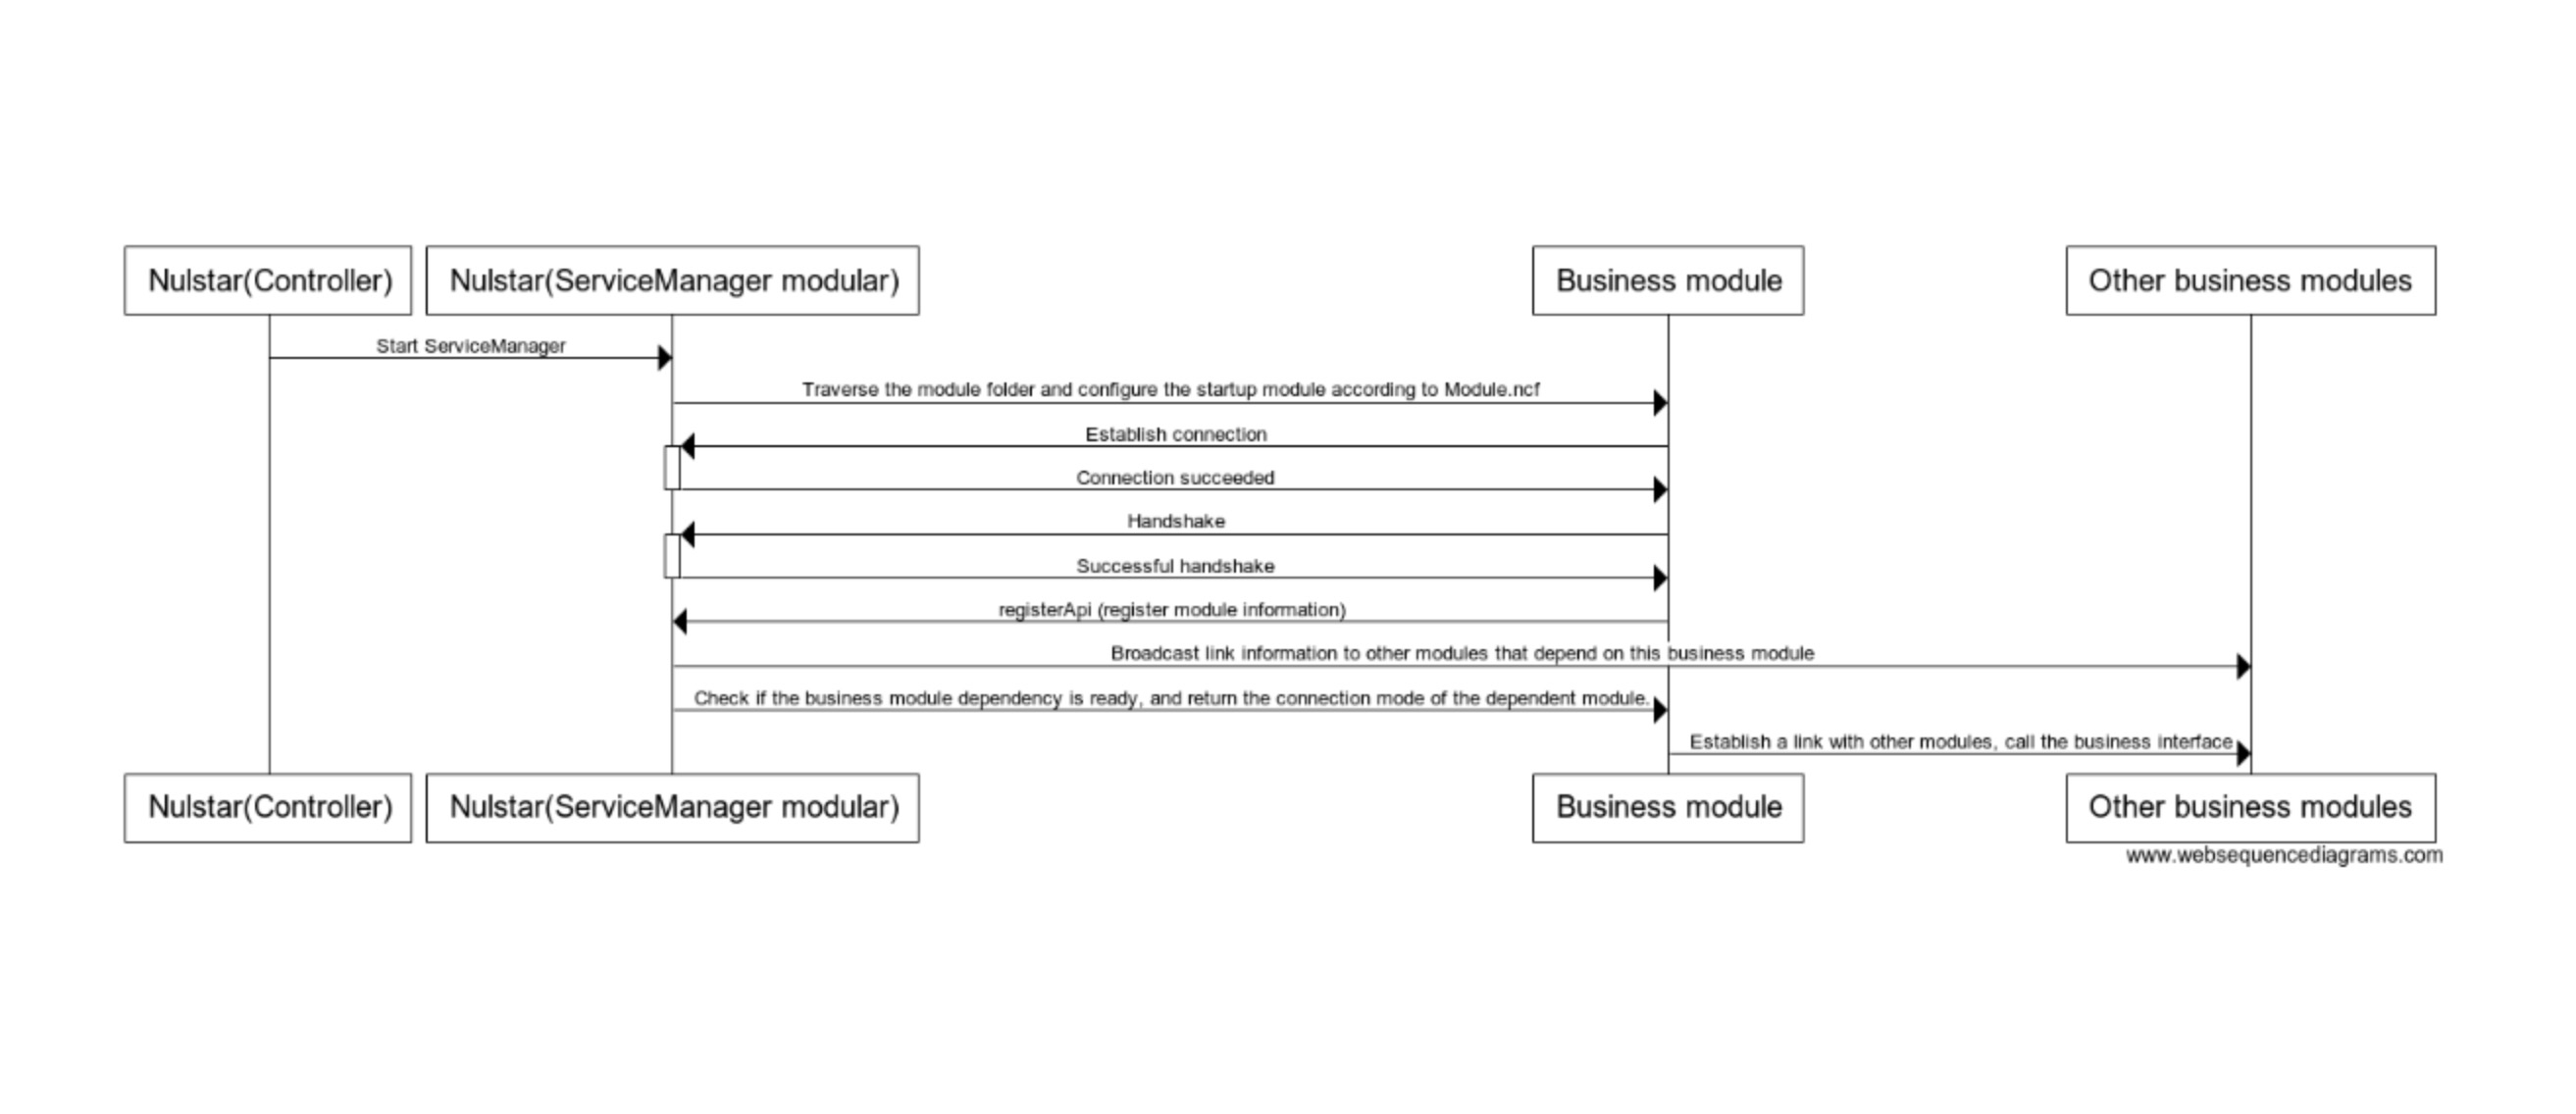 Nulstar(Controller)
Nulstar(ServiceManager modular)
Business module
Other business modules
Start ServiceManager
Traverse the module folder and configure the startup module according to Module.ncf
Establish connection
Connection succeeded
Handshake
Successful handshake
registerApi (register module information)
Broadcast link information to other modules that depend on this business module
Check if the business module dependency is ready, and return the connection mode of the dependent module.
Establish a link with other modules, call the business interface
Nulstar(Controller)
Nulstar(ServiceManager modular)
Business module
Other business modules
www.websequencediagrams.com